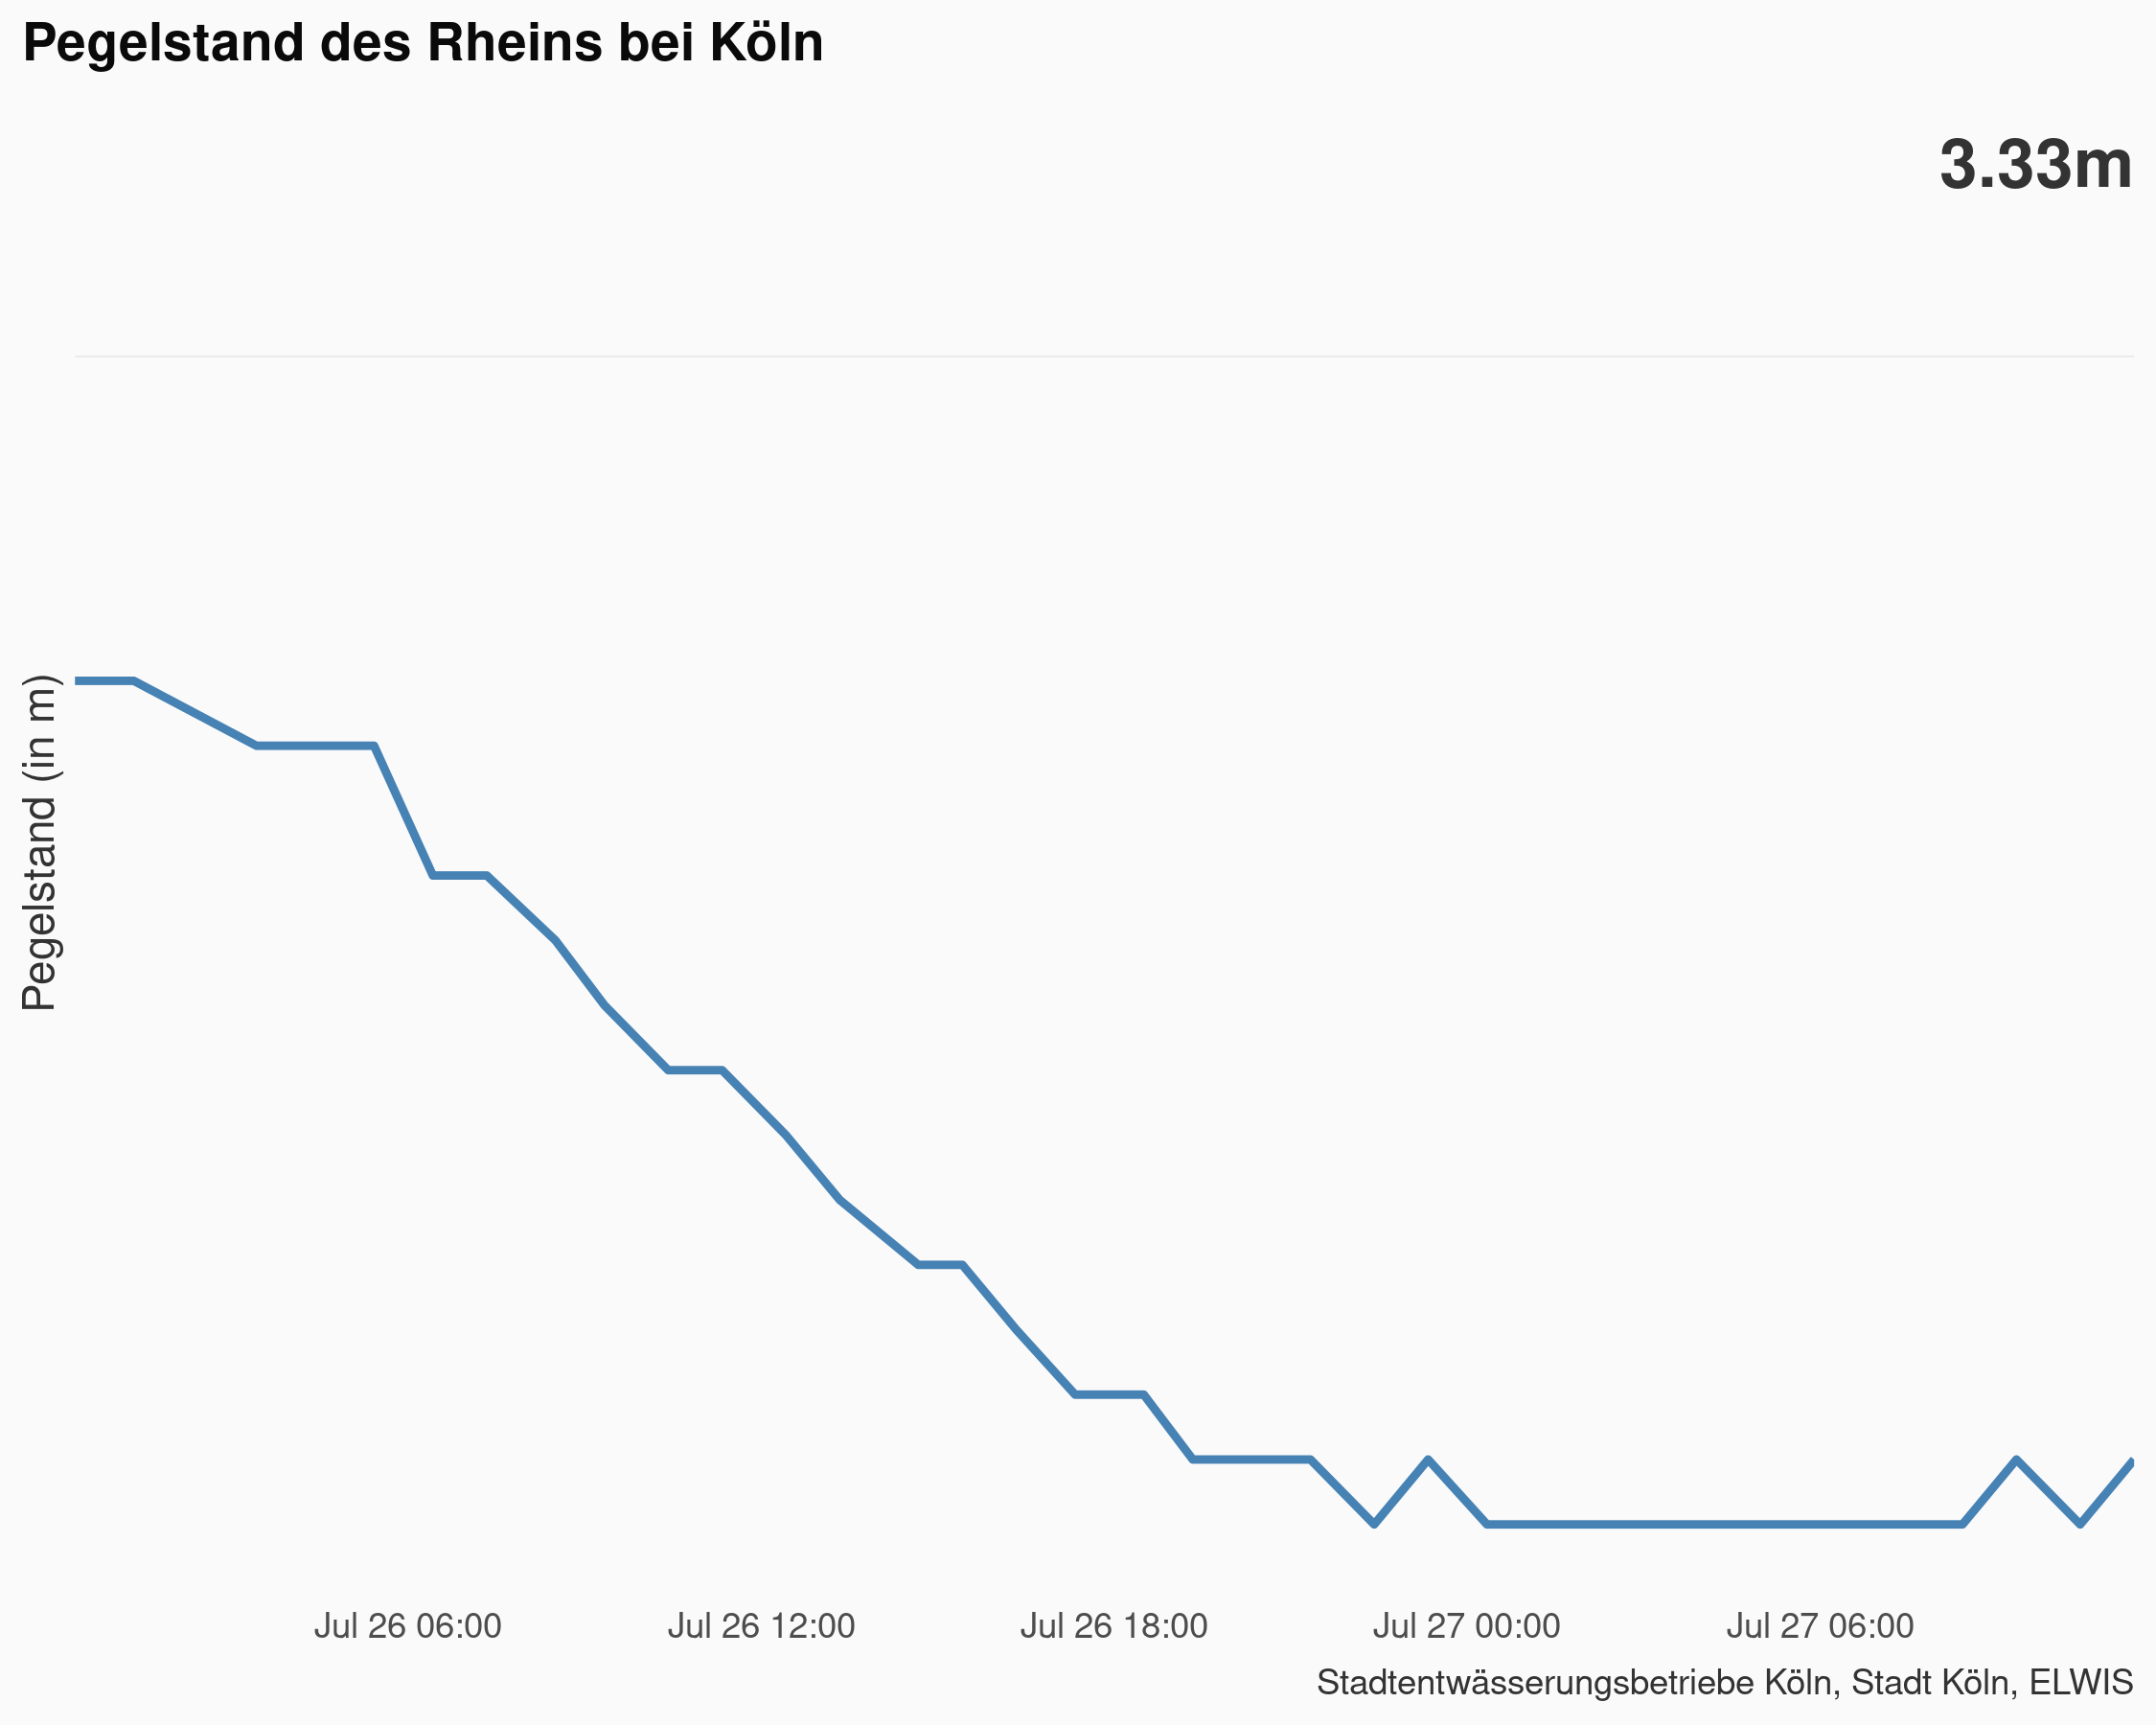 Pegelstand des Rheins bei Köln
3.33m
Pegelstand (in m)
Jul 26 06:00 Jul 26 12:00 Jul 26 18:00 Jul 27 00:00 Jul 27 06:00
Stadtentwässerungsbetriebe Köln, Stadt Köln, ELWIS